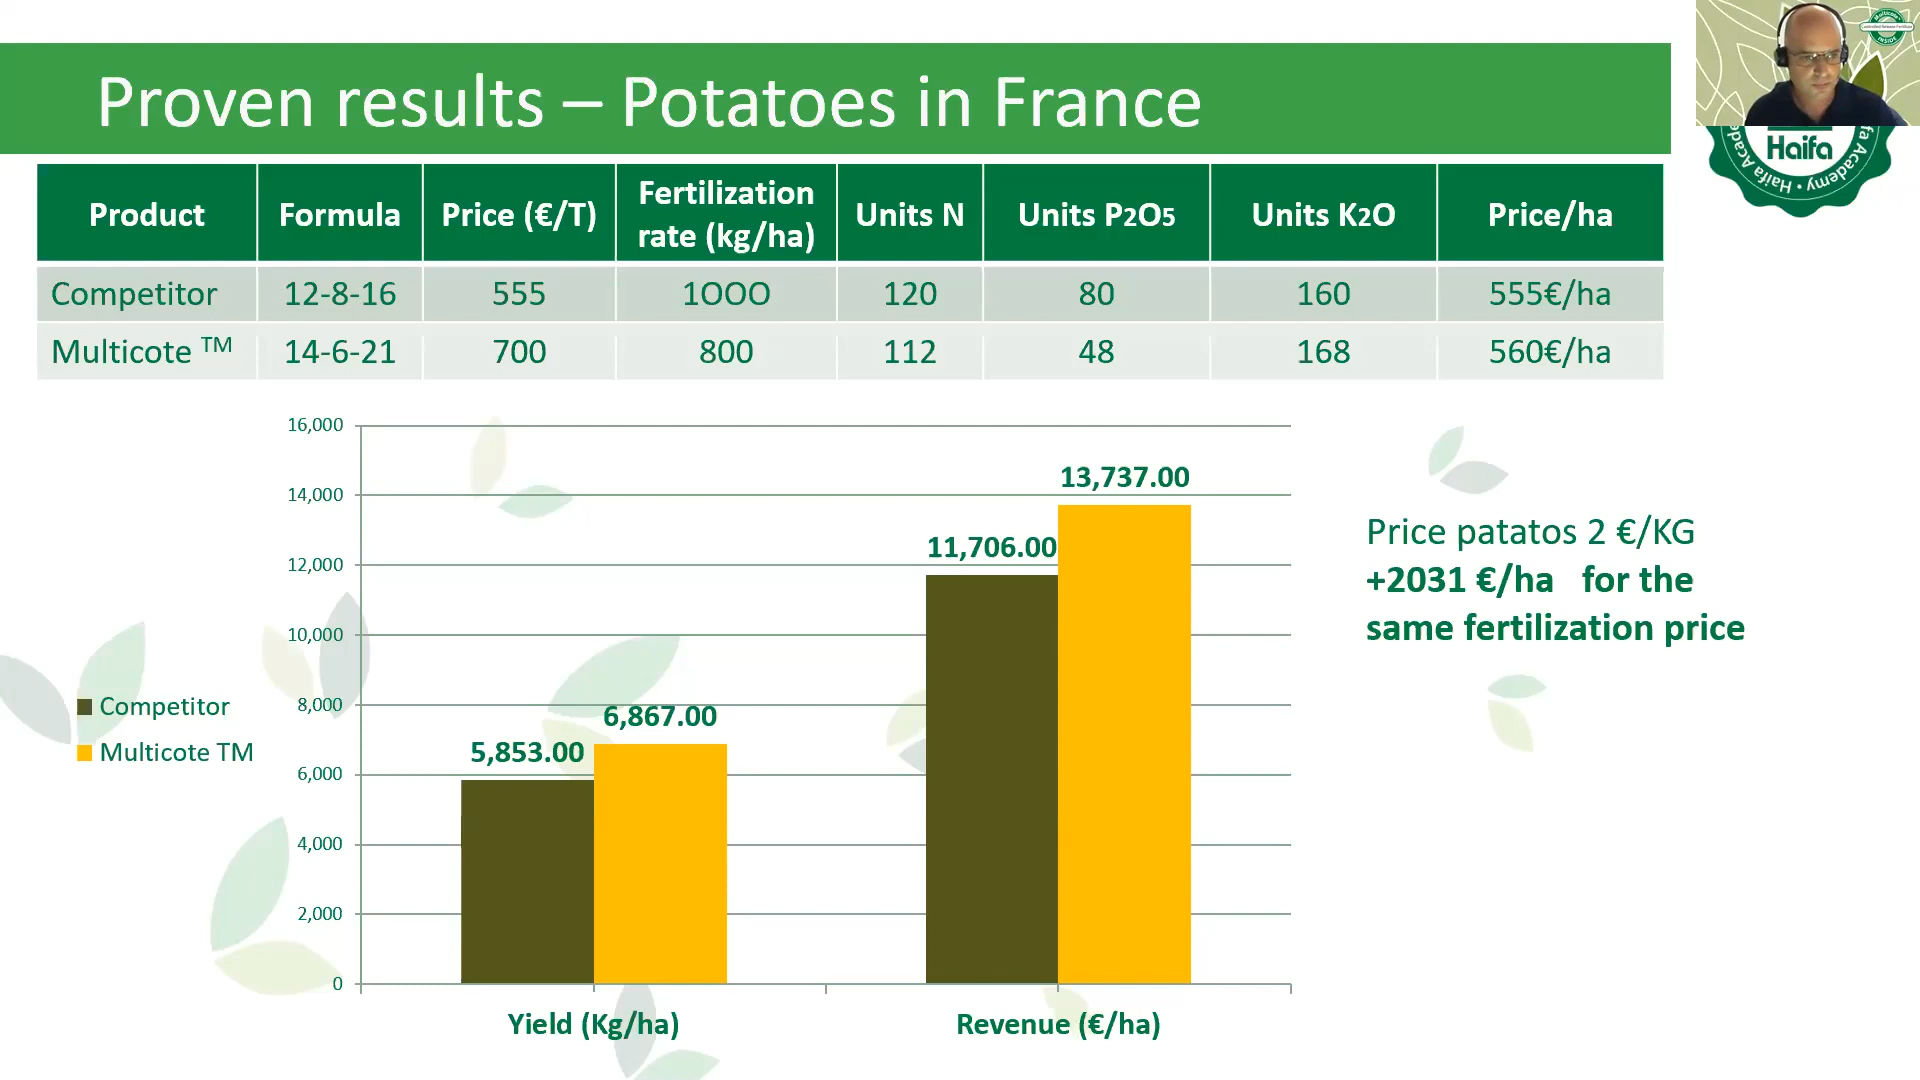 Proven results – Potatoes in France
Product Formula Price (€/T) Fertilization rate (kg/ha) Units N Units P2O5 Units K2O Price/ha
Competitor 12-8-16 555 1OOO 120 80 160 555€/ha
Multicote TM 14-6-21 700 800 112 48 168 560€/ha
Haifa
Haifa Academy
INSIDE
16,000
14,000
12,000
10,000
8,000
6,000
4,000
2,000
0
13,737.00
11,706.00
6,867.00
5,853.00
Competitor
Multicote TM
Yield (Kg/ha)
Revenue (€/ha)
Price patatos 2 €/KG
+2031 €/ha for the
same fertilization price